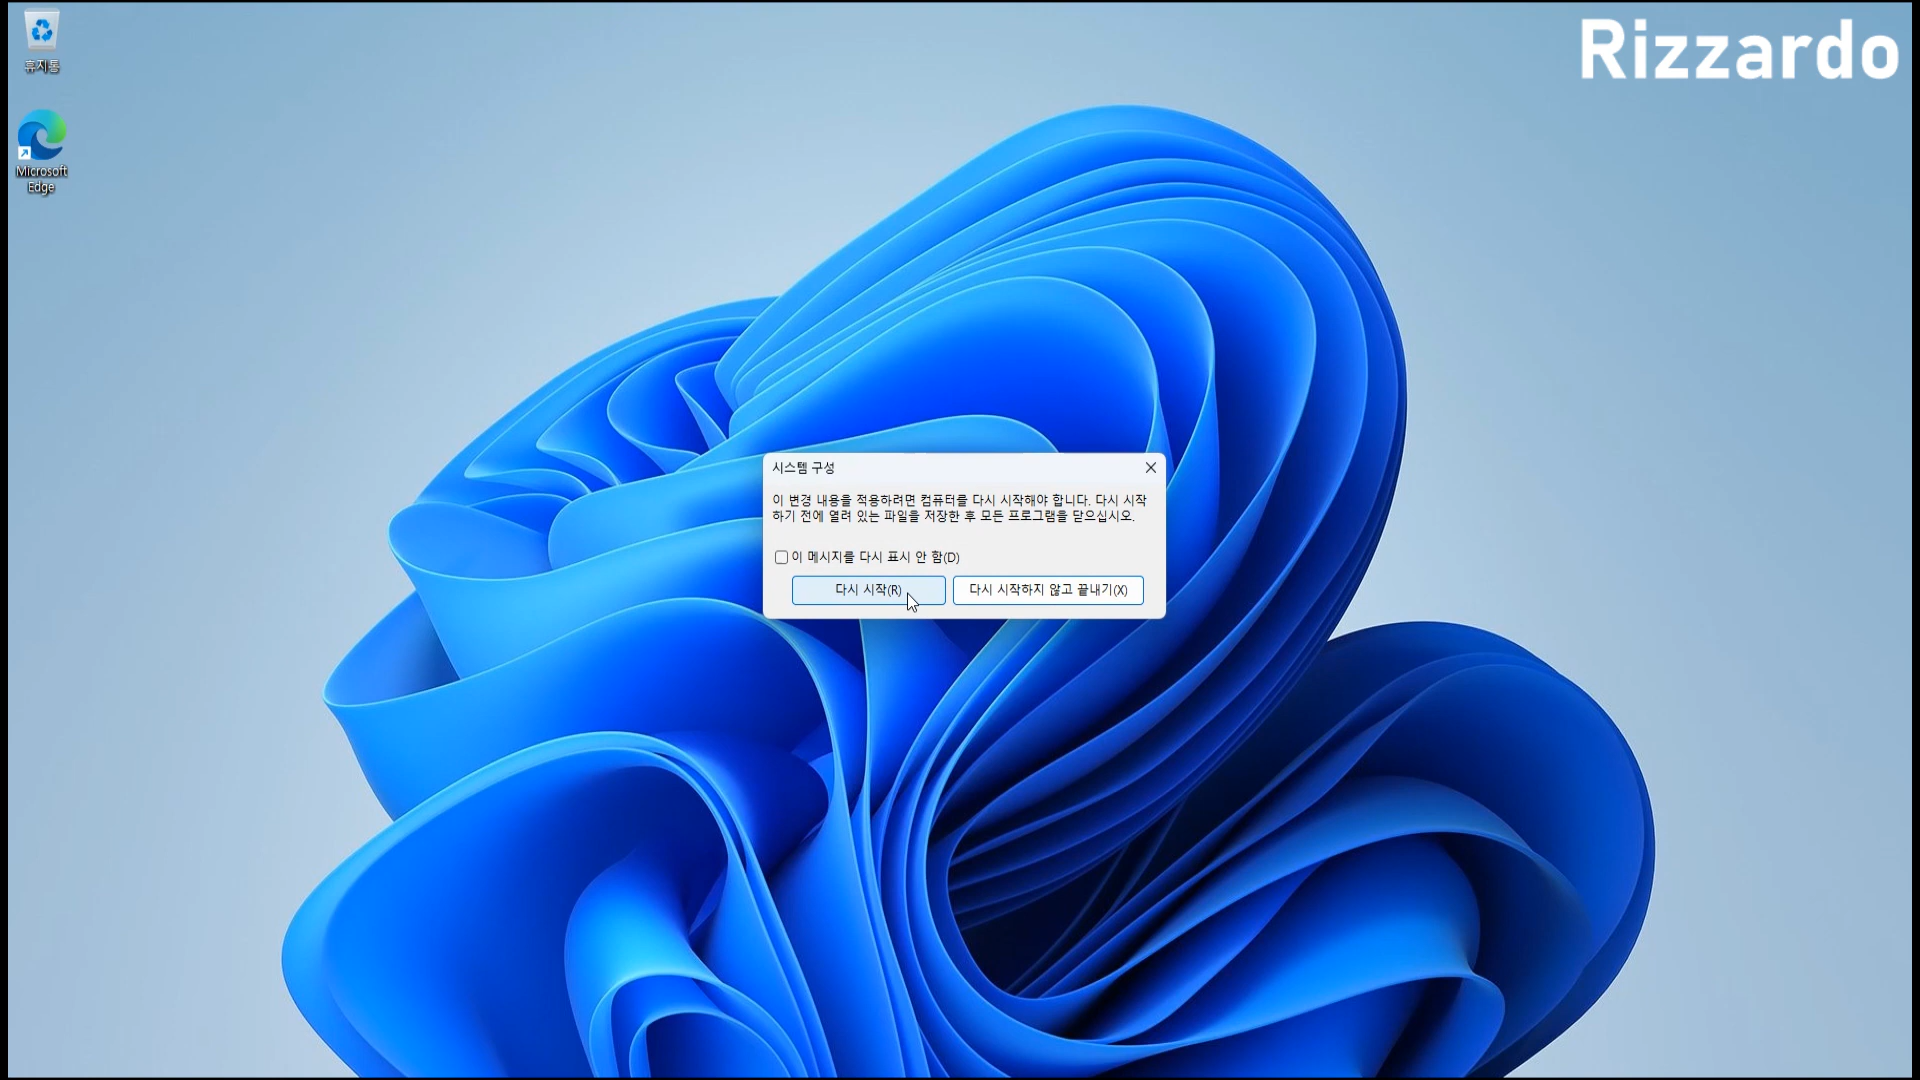 휴지통
Microsoft
Edge
Rizzardo
시스템 구성
이 변경 내용을 적용하려면 컴퓨터를 다시 시작해야 합니다. 다시 시작
하기 전에 열려 있는 파일을 저장한 후 모든 프로그램을 닫으십시오.
이 메시지를 다시 표시 안 함(D)
다시 시작(R)
다시 시작하지 않고 끝내기(X)